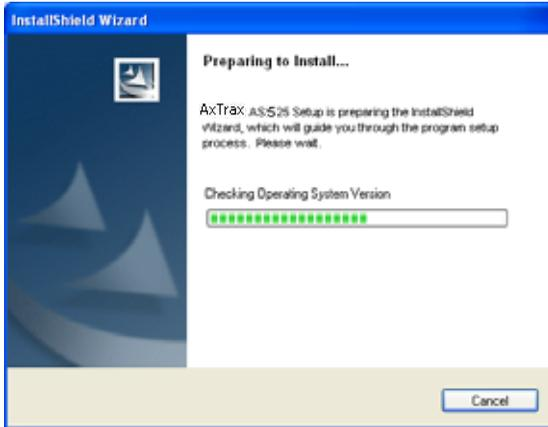 InstallShield Wizard
Preparing to Install...
AxTrax AS-525 Setup is preparing the InstallShield
Wizard, which will guide you through the program setup
process. Please wait.
Checking Operating System Version
Cancel